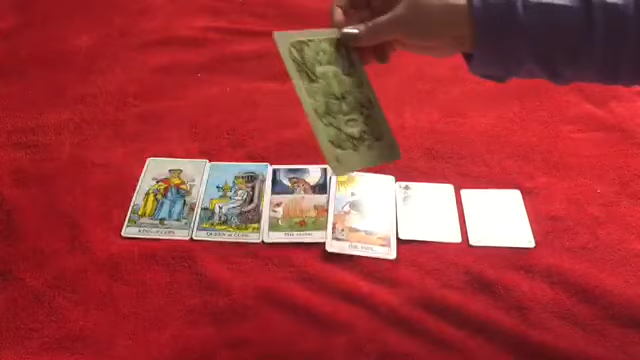 KING of CUPS
QUEEN of CUPS
THE MOON.
THE SUN.